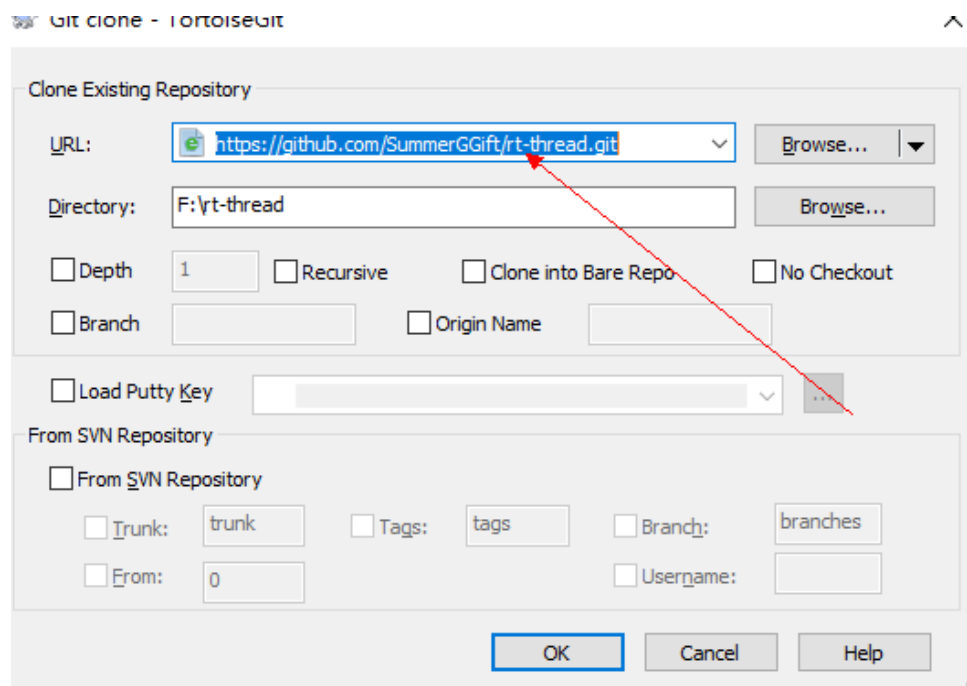 Git clone - TortoiseGit
Clone Existing Repository
URL: https://github.com/SummerGGift/rt-thread.git Browse...
Directory: F:\rt-thread Browse...
Depth 1 Recursive Clone into Bare Repo No Checkout
Branch Origin Name
Load Putty Key ...
From SVN Repository
From SVN Repository
Trunk: trunk Tags: tags Branch: branches
From: 0 Username:
OK Cancel Help